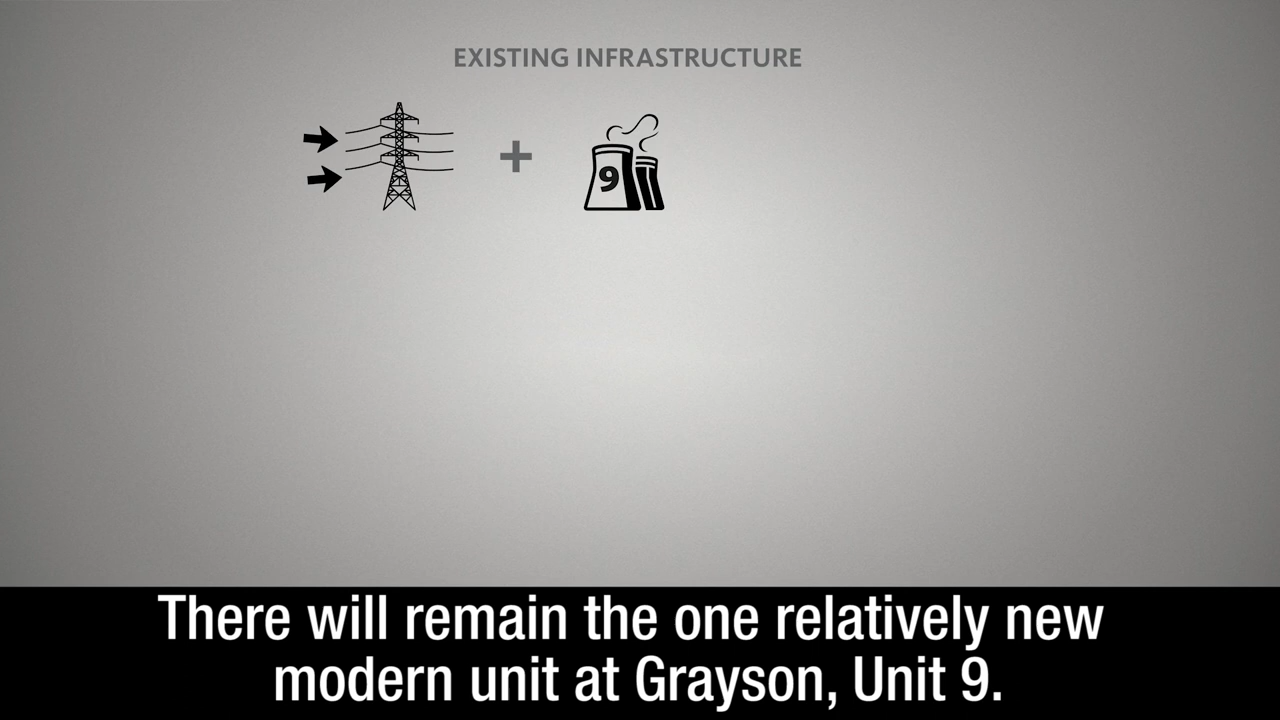 EXISTING INFRASTRUCTURE
+
9
There will remain the one relatively new
modern unit at Grayson, Unit 9.